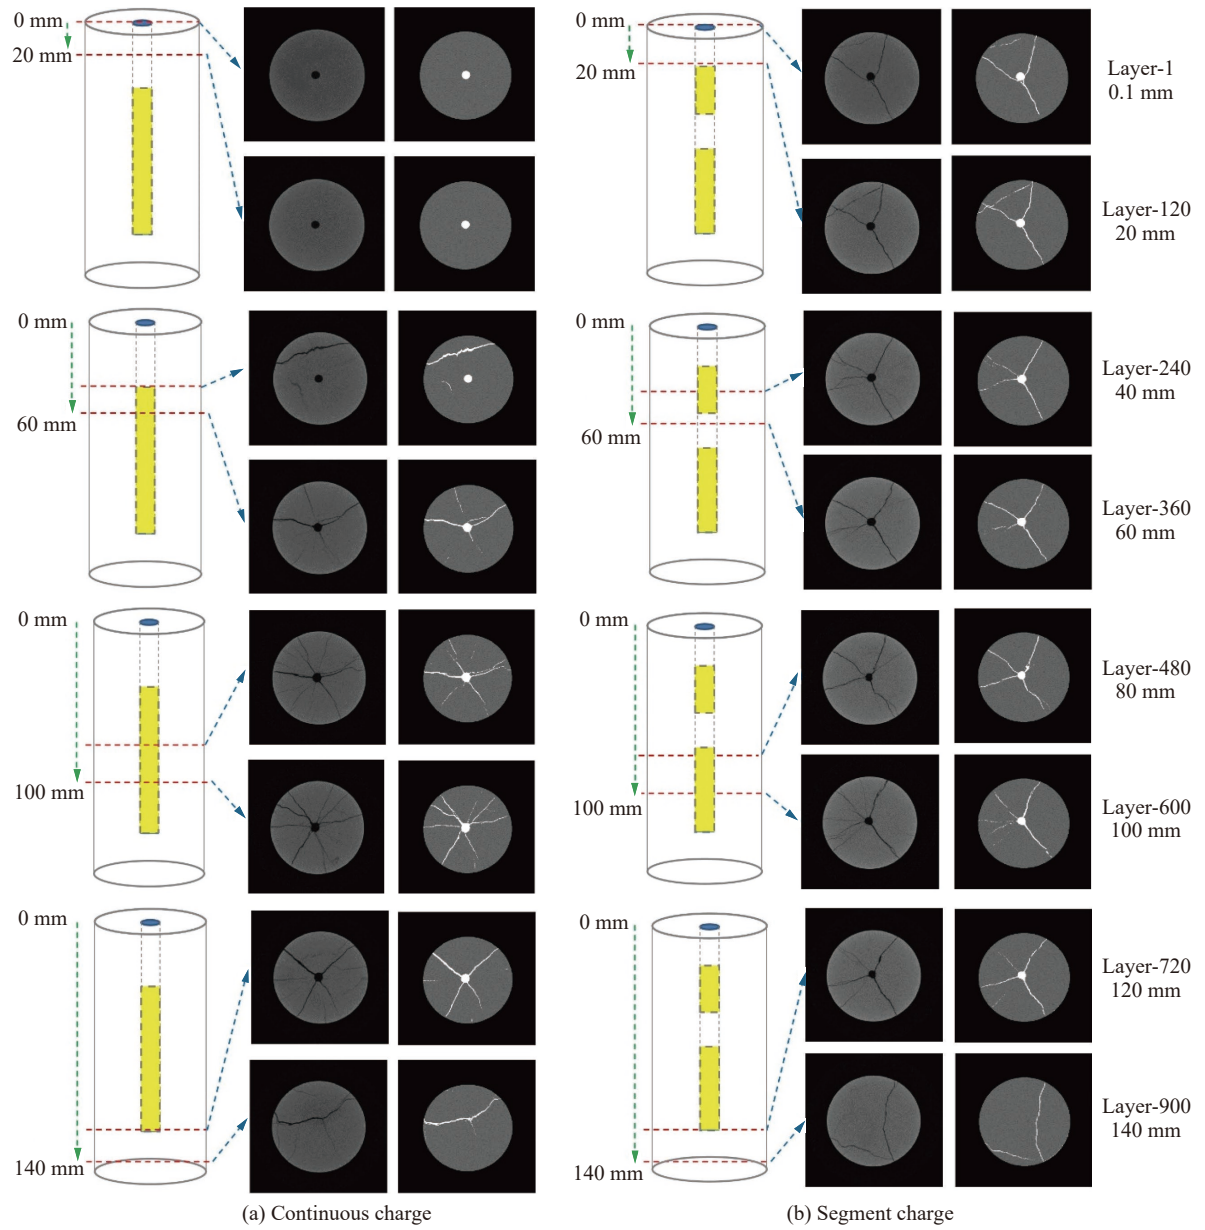 0 mm
20 mm
0 mm
20 mm
Layer-1
0.1 mm
Layer-120
20 mm
0 mm
60 mm
0 mm
60 mm
Layer-240
40 mm
Layer-360
60 mm
0 mm
100 mm
0 mm
100 mm
Layer-480
80 mm
Layer-600
100 mm
0 mm
140 mm
0 mm
140 mm
Layer-720
120 mm
Layer-900
140 mm
(a) Continuous charge
(b) Segment charge